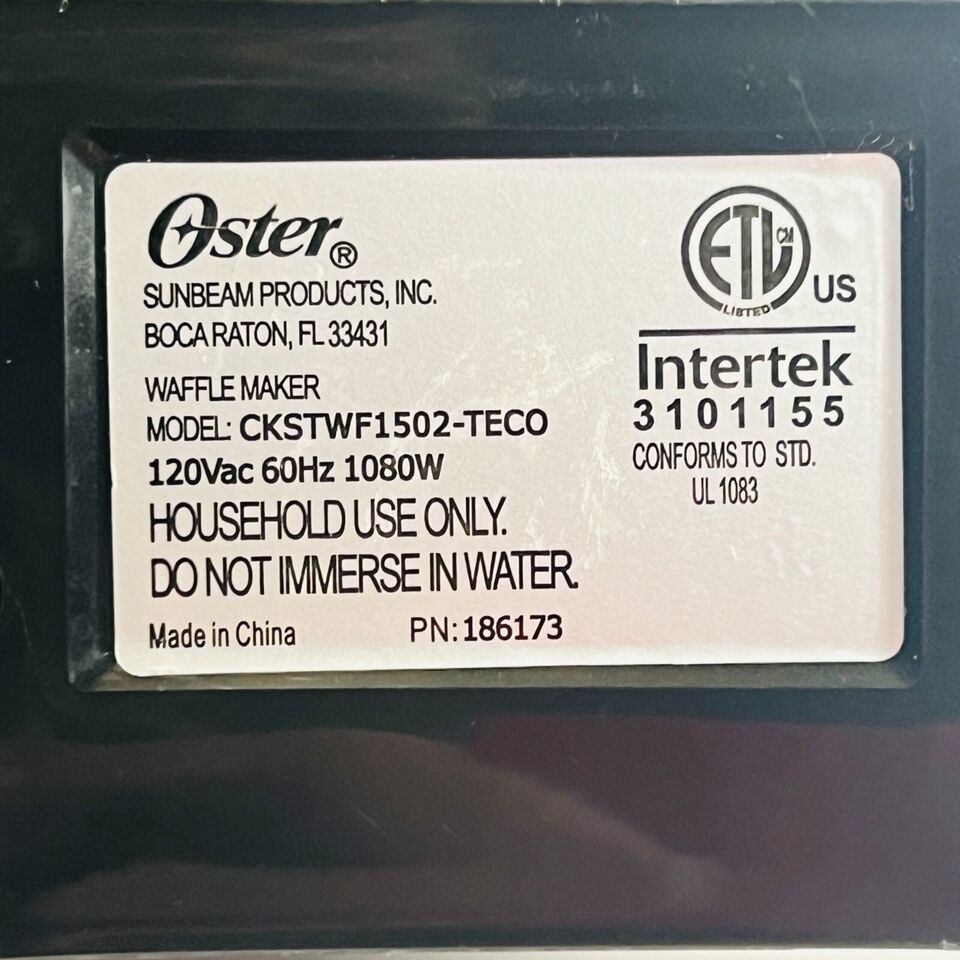 Oster®
SUNBEAM PRODUCTS, INC.
BOCA RATON, FL 33431
WAFFLE MAKER
MODEL: CKSTWF1502-TECO
120Vac 60Hz 1080W
HOUSEHOLD USE ONLY.
DO NOT IMMERSE IN WATER.
Made in China PN:186173
ETL CM
LISTED
US
Intertek
3101155
CONFORMS TO STD.
UL 1083